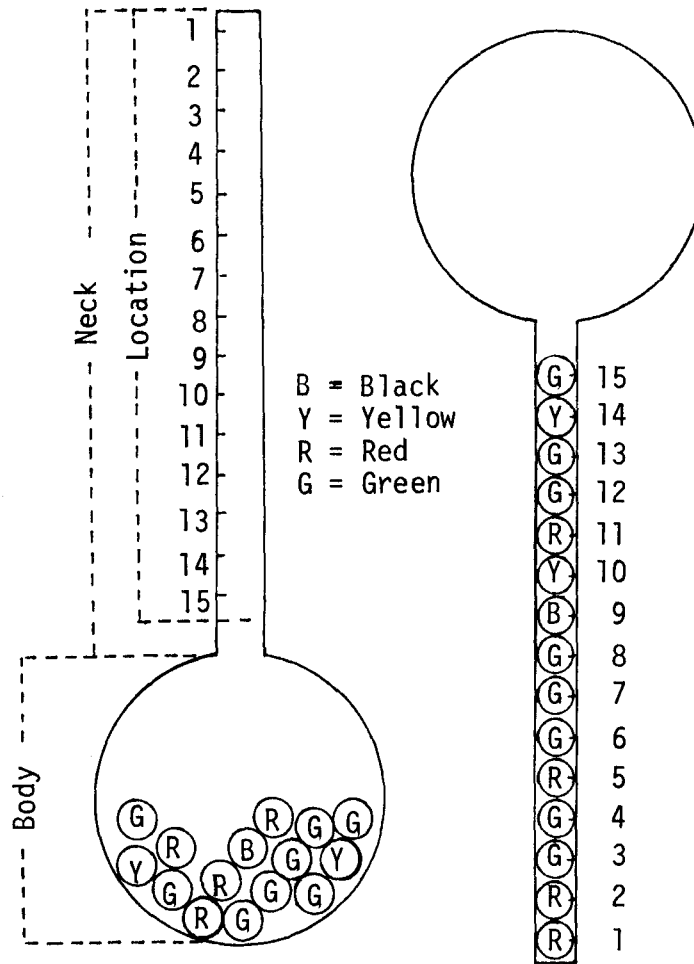 Neck
Location
1
2
3
4
5
6
7
8
9
10
11
12
13
14
15
B = Black
Y = Yellow
R = Red
G = Green
Body
G
R
R
G
G
Y
G
R
B
G
Y
R
G
G
G
G 15
Y 14
G 13
G 12
R 11
Y 10
B 9
G 8
G 7
G 6
R 5
G 4
G 3
R 2
R 1